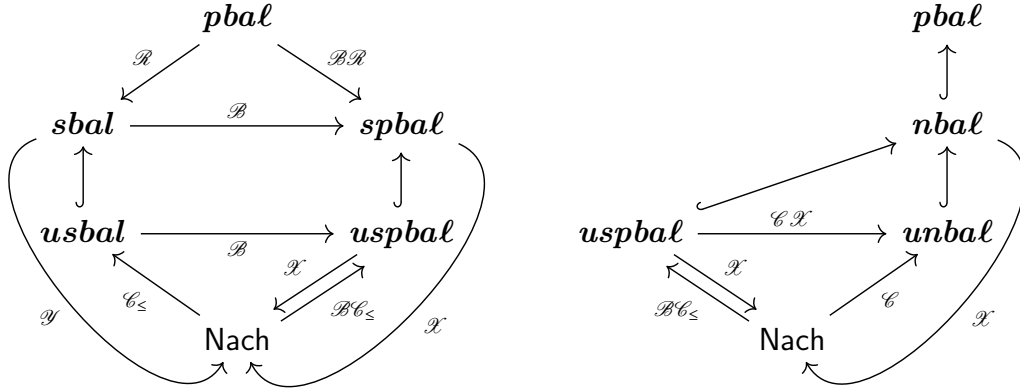 pbaℓ pbaℓ
ℛ ℬℛ
sbal ℬ spbaℓ nbaℓ
usbal ℬ uspbaℓ uspbaℓ 𝒞𝒳 unbaℓ
𝒳 𝒳
𝒴 𝒞≤ ℬ𝒞≤ 𝒳 ℬ𝒞≤ 𝒞 𝒳
Nach Nach